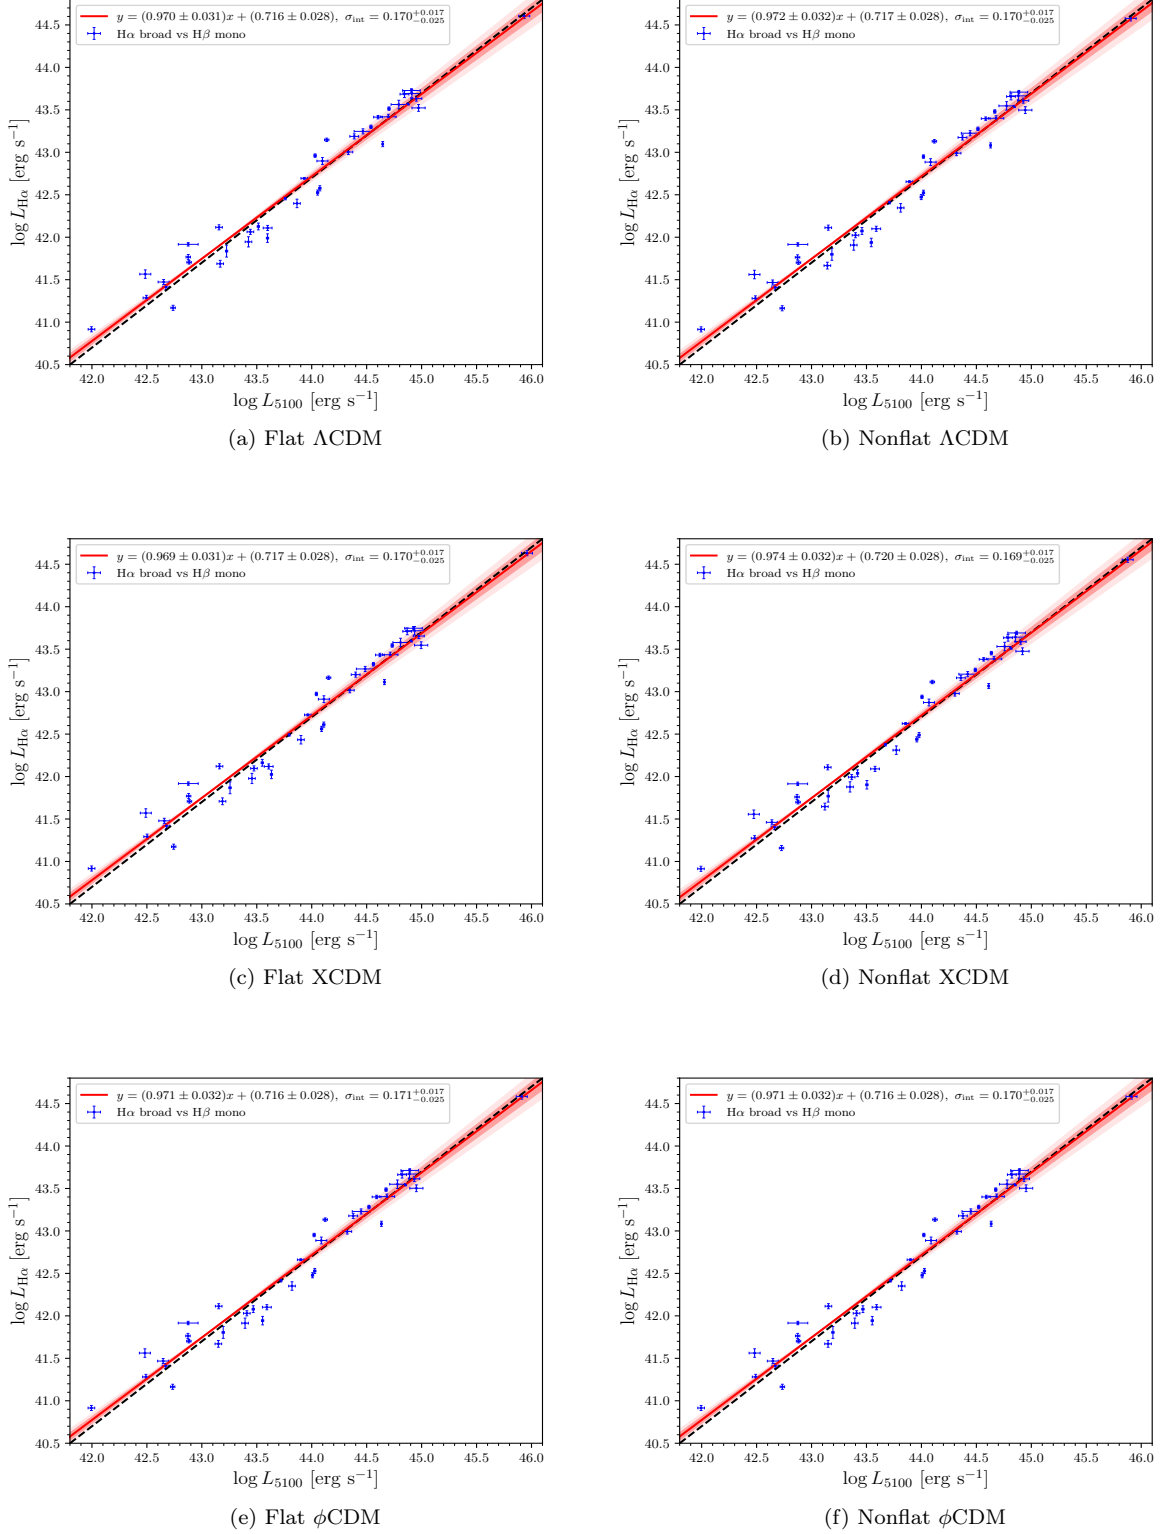 y = (0.970 ± 0.031)x + (0.716 ± 0.028), σint = 0.170 +0.017 −0.025
Hα broad vs Hβ mono
44.5
44.0
43.5
43.0
42.5
42.0
41.5
41.0
40.5
log LHα [erg s−1]
42.0 42.5 43.0 43.5 44.0 44.5 45.0 45.5 46.0
log L5100 [erg s−1]
(a) Flat ΛCDM
y = (0.972 ± 0.032)x + (0.717 ± 0.028), σint = 0.170 +0.017 −0.025
Hα broad vs Hβ mono
44.5
44.0
43.5
43.0
42.5
42.0
41.5
41.0
40.5
log LHα [erg s−1]
42.0 42.5 43.0 43.5 44.0 44.5 45.0 45.5 46.0
log L5100 [erg s−1]
(b) Nonflat ΛCDM
y = (0.969 ± 0.031)x + (0.717 ± 0.028), σint = 0.170 +0.017 −0.025
Hα broad vs Hβ mono
44.5
44.0
43.5
43.0
42.5
42.0
41.5
41.0
40.5
log LHα [erg s−1]
42.0 42.5 43.0 43.5 44.0 44.5 45.0 45.5 46.0
log L5100 [erg s−1]
(c) Flat XCDM
y = (0.974 ± 0.032)x + (0.720 ± 0.028), σint = 0.169 +0.017 −0.025
Hα broad vs Hβ mono
44.5
44.0
43.5
43.0
42.5
42.0
41.5
41.0
40.5
log LHα [erg s−1]
42.0 42.5 43.0 43.5 44.0 44.5 45.0 45.5 46.0
log L5100 [erg s−1]
(d) Nonflat XCDM
y = (0.971 ± 0.032)x + (0.716 ± 0.028), σint = 0.171 +0.017 −0.025
Hα broad vs Hβ mono
44.5
44.0
43.5
43.0
42.5
42.0
41.5
41.0
40.5
log LHα [erg s−1]
42.0 42.5 43.0 43.5 44.0 44.5 45.0 45.5 46.0
log L5100 [erg s−1]
(e) Flat ϕCDM
y = (0.971 ± 0.032)x + (0.716 ± 0.028), σint = 0.170 +0.017 −0.025
Hα broad vs Hβ mono
44.5
44.0
43.5
43.0
42.5
42.0
41.5
41.0
40.5
log LHα [erg s−1]
42.0 42.5 43.0 43.5 44.0 44.5 45.0 45.5 46.0
log L5100 [erg s−1]
(f) Nonflat ϕCDM